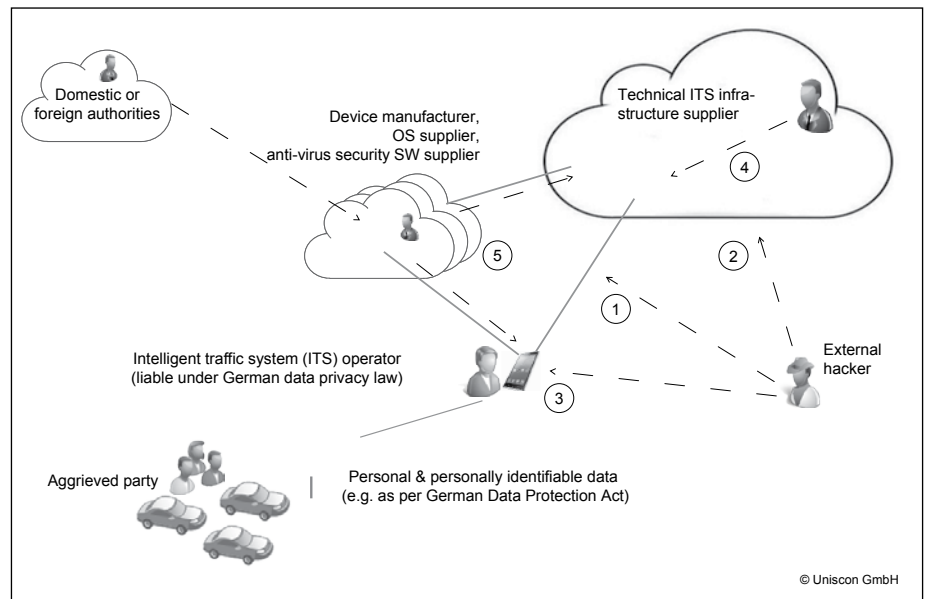 Domestic or
foreign authorities
Device manufacturer,
OS supplier,
anti-virus security SW supplier
Technical ITS infra-
structure supplier
4
5
2
1
Intelligent traffic system (ITS) operator
(liable under German data privacy law)
External
hacker
3
Aggrieved party
Personal & personally identifiable data
(e.g. as per German Data Protection Act)
© Uniscon GmbH